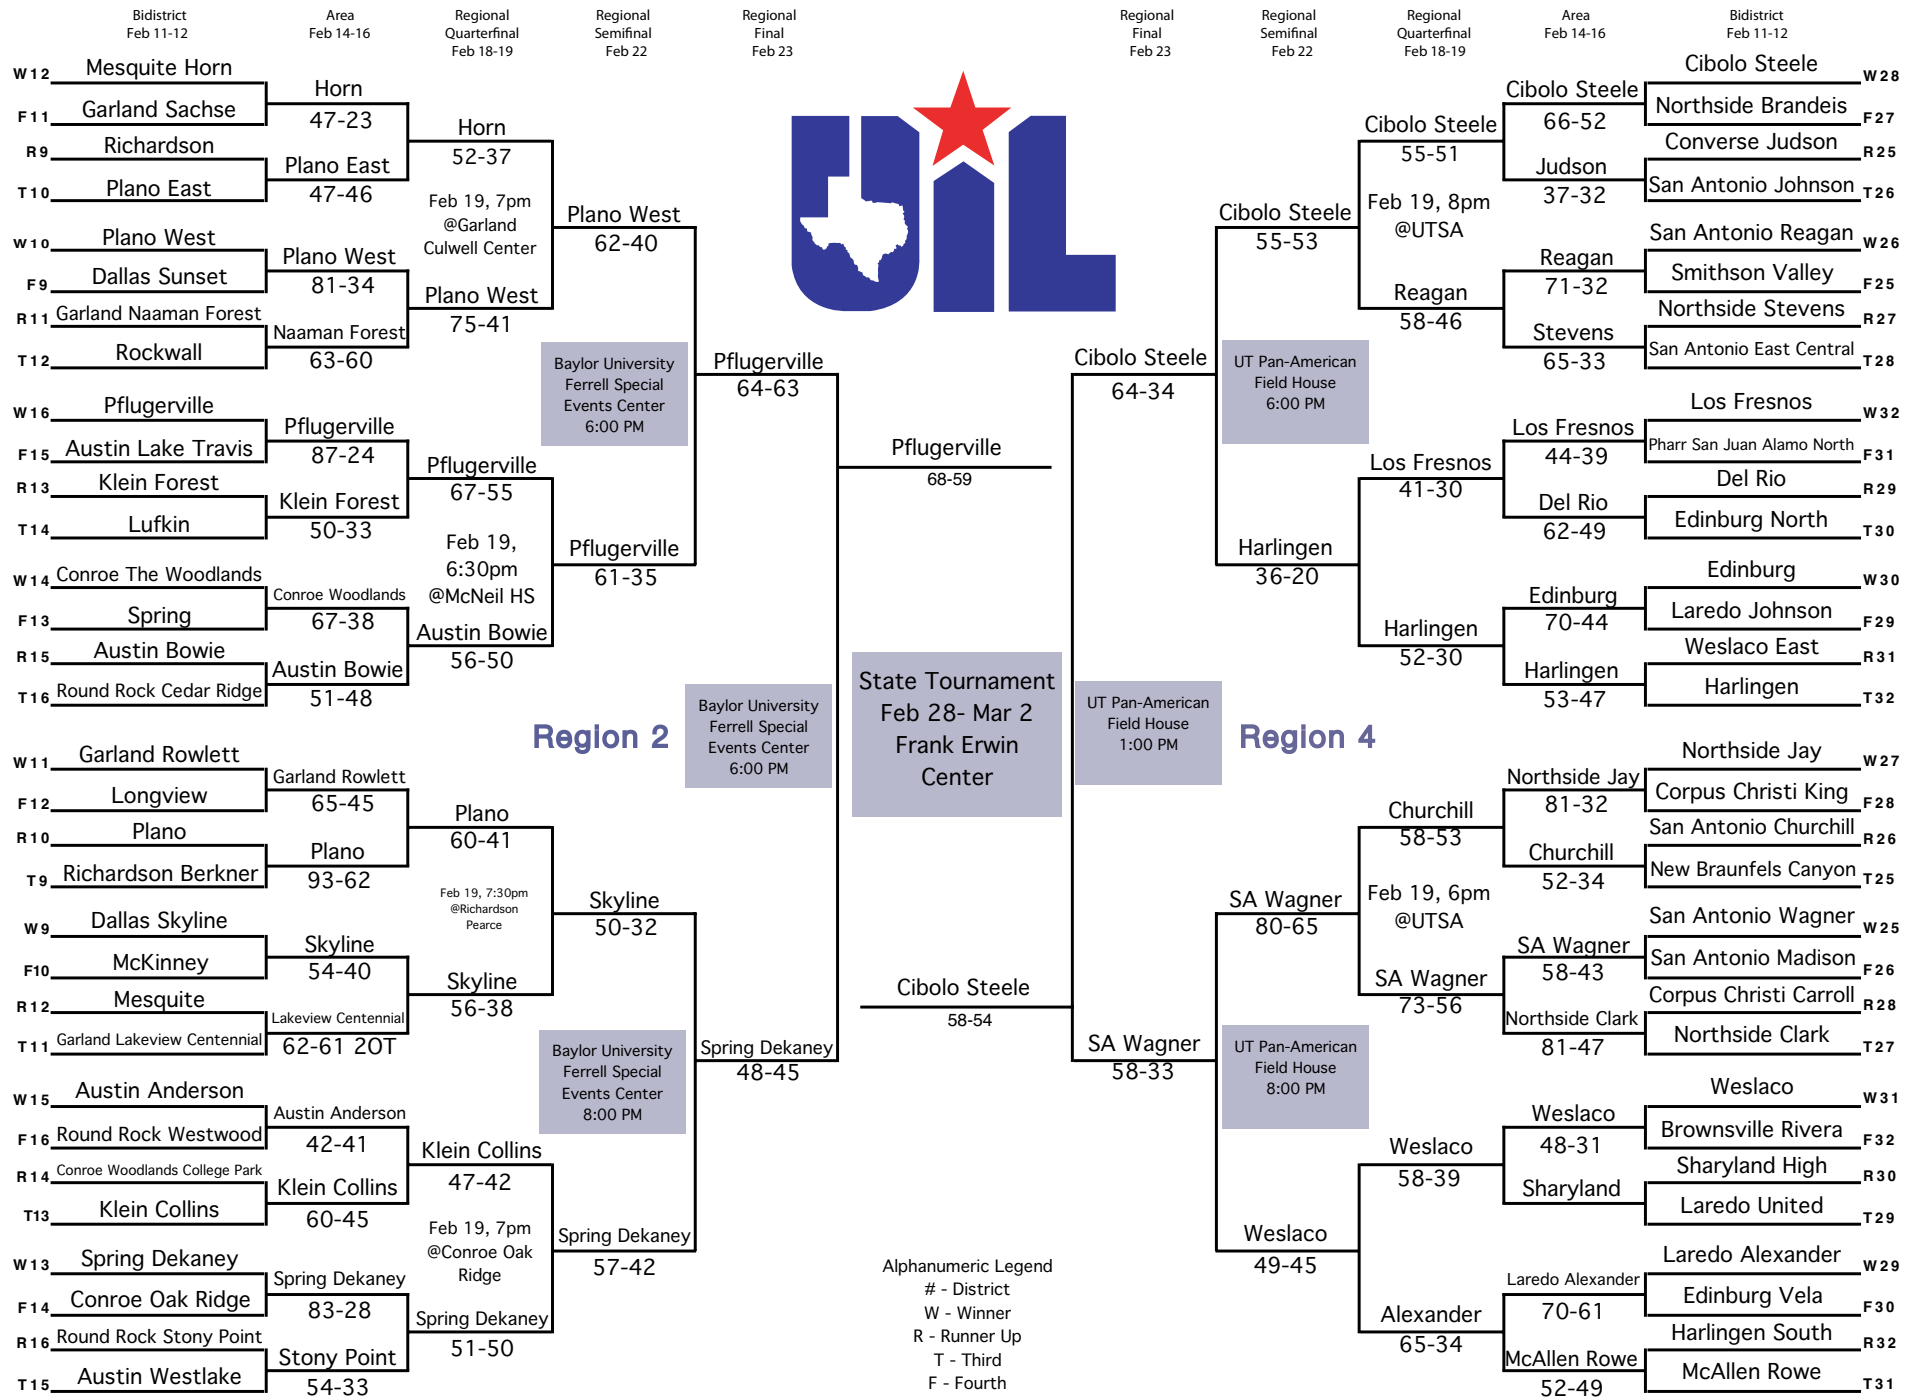 Bidistrict
Feb 11-12
Area
Feb 14-16
Regional
Quarterfinal
Feb 18-19
Regional
Semifinal
Feb 22
Regional
Final
Feb 23
Regional
Final
Feb 23
Regional
Semifinal
Feb 22
Regional
Quarterfinal
Feb 18-19
Area
Feb 14-16
Bidistrict
Feb 11-12
UIL
W12 Mesquite Horn
F11 Garland Sachse
R9 Richardson
T10 Plano East
W10 Plano West
F9 Dallas Sunset
R11 Garland Naaman Forest
T12 Rockwall
W16 Pflugerville
F15 Austin Lake Travis
R13 Klein Forest
T14 Lufkin
W14 Conroe The Woodlands
F13 Spring
R15 Austin Bowie
T16 Round Rock Cedar Ridge
W11 Garland Rowlett
F12 Longview
R10 Plano
T9 Richardson Berkner
W9 Dallas Skyline
F10 McKinney
R12 Mesquite
T11 Garland Lakeview Centennial
W15 Austin Anderson
F16 Round Rock Westwood
R14 Conroe Woodlands College Park
T13 Klein Collins
W13 Spring Dekaney
F14 Conroe Oak Ridge
R16 Round Rock Stony Point
T15 Austin Westlake
Horn
47-23
Plano East
47-46
Plano West
81-34
Naaman Forest
63-60
Pflugerville
87-24
Klein Forest
50-33
Conroe Woodlands
67-38
Austin Bowie
51-48
Garland Rowlett
65-45
Plano
93-62
Skyline
54-40
Lakeview Centennial
62-61 2OT
Austin Anderson
42-41
Klein Collins
60-45
Spring Dekaney
83-28
Stony Point
54-33
Horn
52-37
Feb 19, 7pm
@Garland
Culwell Center
Plano West
75-41
Pflugerville
67-55
Feb 19,
6:30pm
@McNeil HS
Austin Bowie
56-50
Plano
60-41
Feb 19, 7:30pm
@Richardson
Pearce
Skyline
56-38
Klein Collins
47-42
Feb 19, 7pm
@Conroe Oak
Ridge
Spring Dekaney
51-50
Plano West
62-40
Baylor University
Ferrell Special
Events Center
6:00 PM
Pflugerville
61-35
Region 2
Skyline
50-32
Baylor University
Ferrell Special
Events Center
8:00 PM
Spring Dekaney
57-42
Pflugerville
64-63
Baylor University
Ferrell Special
Events Center
6:00 PM
Spring Dekaney
48-45
Pflugerville
68-59
State Tournament
Feb 28- Mar 2
Frank Erwin
Center
Cibolo Steele
58-54
Alphanumeric Legend
# - District
W - Winner
R - Runner Up
T - Third
F - Fourth
Cibolo Steele
64-34
UT Pan-American
Field House
1:00 PM
SA Wagner
58-33
Cibolo Steele
55-53
UT Pan-American
Field House
6:00 PM
Harlingen
36-20
Region 4
SA Wagner
80-65
UT Pan-American
Field House
8:00 PM
Weslaco
49-45
Cibolo Steele
55-51
Feb 19, 8pm
@UTSA
Reagan
58-46
Los Fresnos
41-30
Harlingen
52-30
Churchill
58-53
Feb 19, 6pm
@UTSA
SA Wagner
73-56
Weslaco
58-39
Alexander
65-34
Cibolo Steele
66-52
Judson
37-32
Reagan
71-32
Stevens
65-33
Los Fresnos
44-39
Del Rio
62-49
Edinburg
70-44
Harlingen
53-47
Northside Jay
81-32
Churchill
52-34
SA Wagner
58-43
Northside Clark
81-47
Weslaco
48-31
Sharyland
Laredo Alexander
70-61
McAllen Rowe
52-49
Cibolo Steele W28
Northside Brandeis F27
Converse Judson R25
San Antonio Johnson T26
San Antonio Reagan W26
Smithson Valley F25
Northside Stevens R27
San Antonio East Central T28
Los Fresnos W32
Pharr San Juan Alamo North F31
Del Rio R29
Edinburg North T30
Edinburg W30
Laredo Johnson F29
Weslaco East R31
Harlingen T32
Northside Jay W27
Corpus Christi King F28
San Antonio Churchill R26
New Braunfels Canyon T25
San Antonio Wagner W25
San Antonio Madison F26
Corpus Christi Carroll R28
Northside Clark T27
Weslaco W31
Brownsville Rivera F32
Sharyland High R30
Laredo United T29
Laredo Alexander W29
Edinburg Vela F30
Harlingen South R32
McAllen Rowe T31